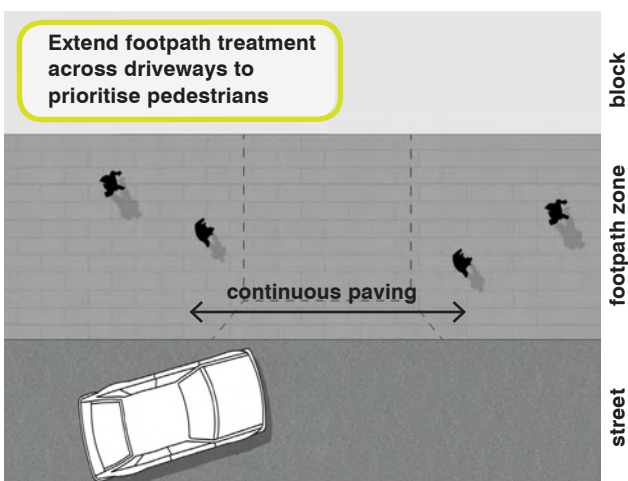 Extend footpath treatment
across driveways to
prioritise pedestrians
block
footpath zone
continuous paving
street